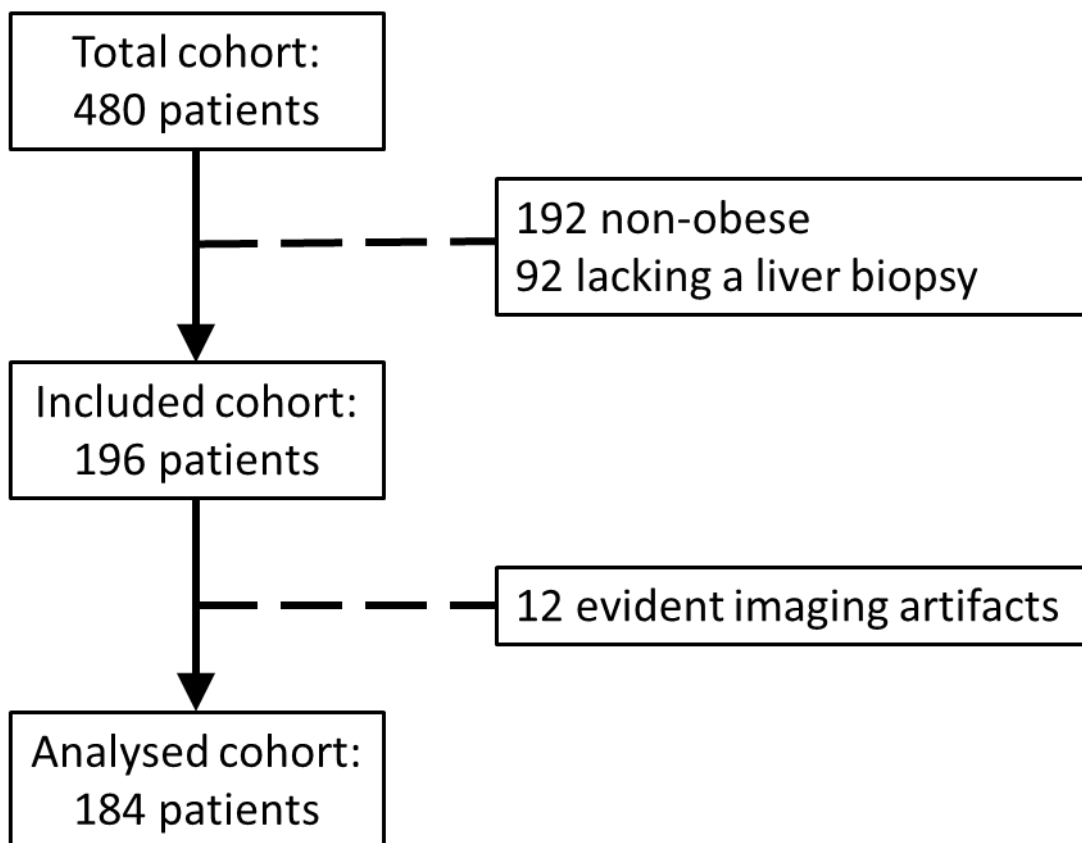 Total cohort:
480 patients
192 non-obese
92 lacking a liver biopsy
Included cohort:
196 patients
12 evident imaging artifacts
Analysed cohort:
184 patients